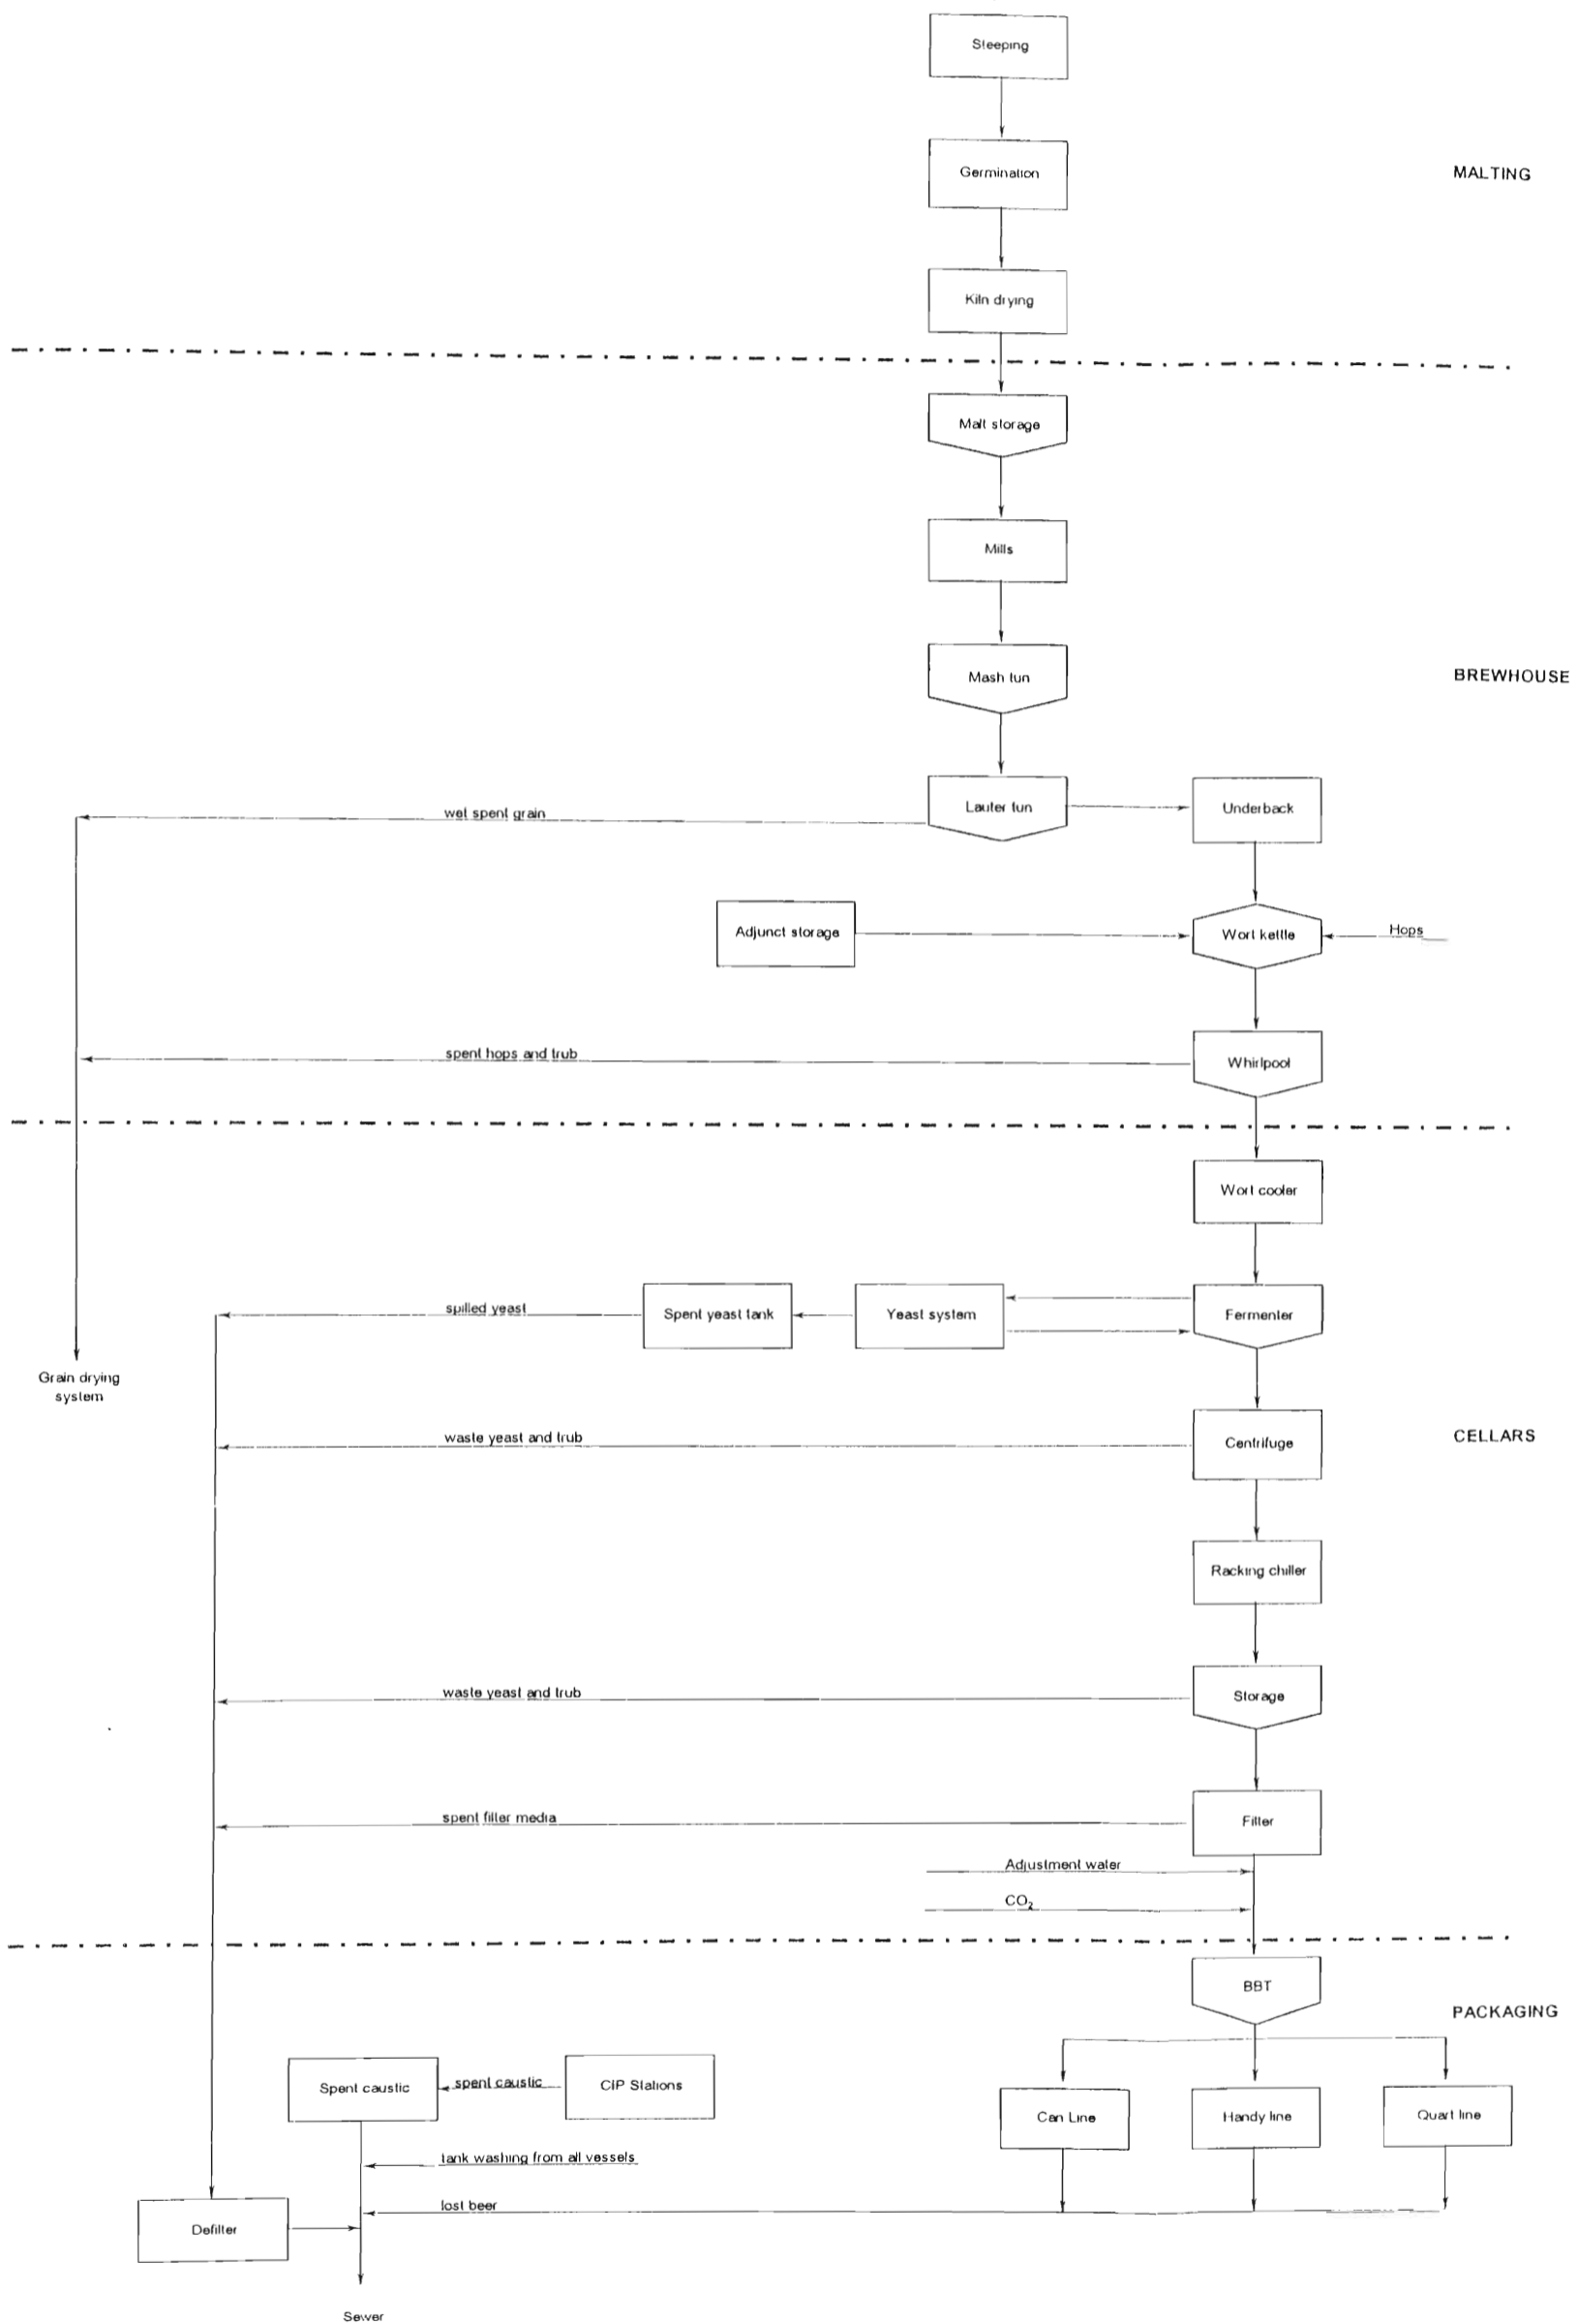 Steeping
Germination
MALTING
Kiln drying
Malt storage
Mills
Mash tun
BREWHOUSE
wet spent grain
Lauter tun
Underback
Adjunct storage
Wort kettle
Hops
spent hops and trub
Whirlpool
Wort cooler
spilled yeast
Spent yeast tank
Yeast system
Fermenter
Grain drying
system
waste yeast and trub
Centrifuge
CELLARS
Racking chiller
waste yeast and trub
Storage
spent filter media
Filter
Adjustment water
CO₂
BBT
PACKAGING
Spent caustic
spent caustic
CIP Stations
Can Line
Handy line
Quart line
tank washing from all vessels
lost beer
Defilter
Sewer